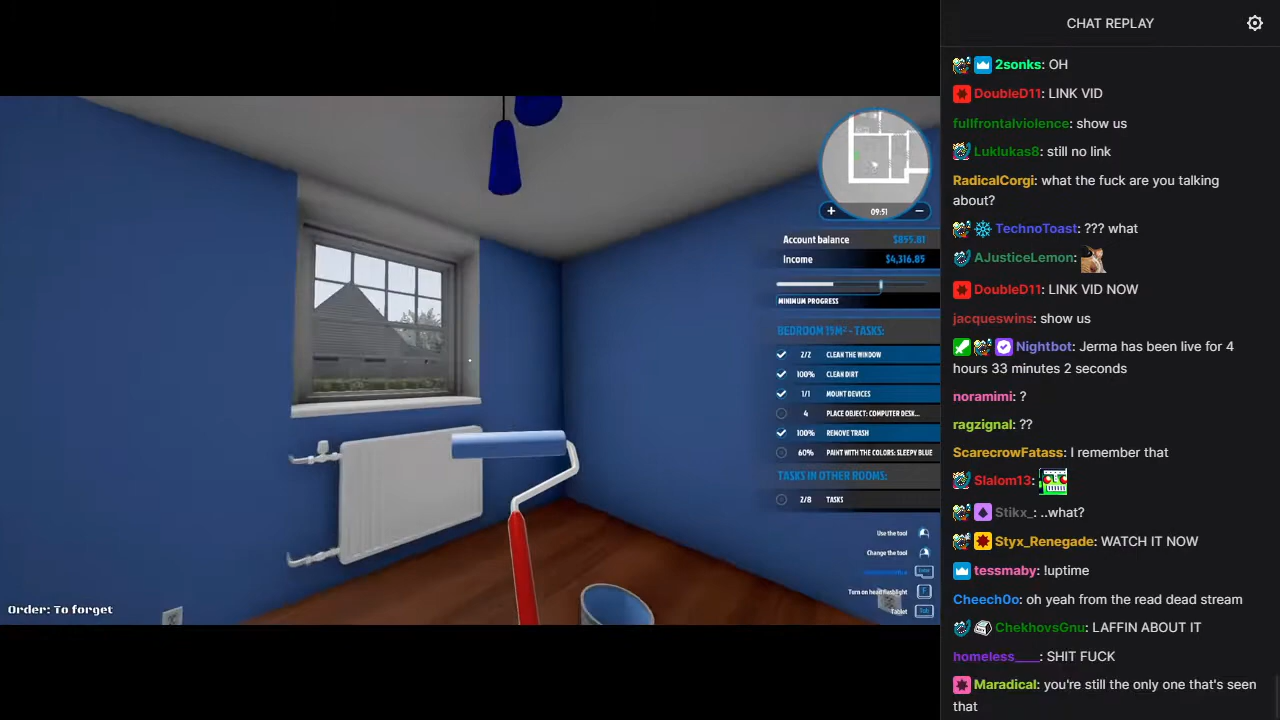 CHAT REPLAY
2sonks: OH
DoubleD11: LINK VID
fullfrontalviolence: show us
Luklukas8: still no link
RadicalCorgi: what the fuck are you talking
about?
TechnoToast: ??? what
AJusticeLemon:
DoubleD11: LINK VID NOW
jacqueswins: show us
Nightbot: Jerma has been live for 4
hours 33 minutes 2 seconds
noramimi: ?
ragzignal: ??
ScarecrowFatass: I remember that
Slalom13:
Stikx_: ..what?
Styx_Renegade: WATCH IT NOW
tessmaby: !uptime
Cheech0o: oh yeah from the read dead stream
ChekhovsGnu: LAFFIN ABOUT IT
homeless____: SHIT FUCK
Maradical: you're still the only one that's seen
that
+ 09:51 −
Account balance $855.81
Income $4,316.85
MINIMUM PROGRESS
BEDROOM 15M² - TASKS:
2/2 CLEAN THE WINDOW
100% CLEAN DIRT
1/1 MOUNT DEVICES
4 PLACE OBJECT: COMPUTER DESK...
100% REMOVE TRASH
60% PAINT WITH THE COLORS: SLEEPY BLUE
TASKS IN OTHER ROOMS:
2/8 TASKS
Use the tool
Change the tool
Turn on head flashlight F
Tablet Tab
Order: To forget